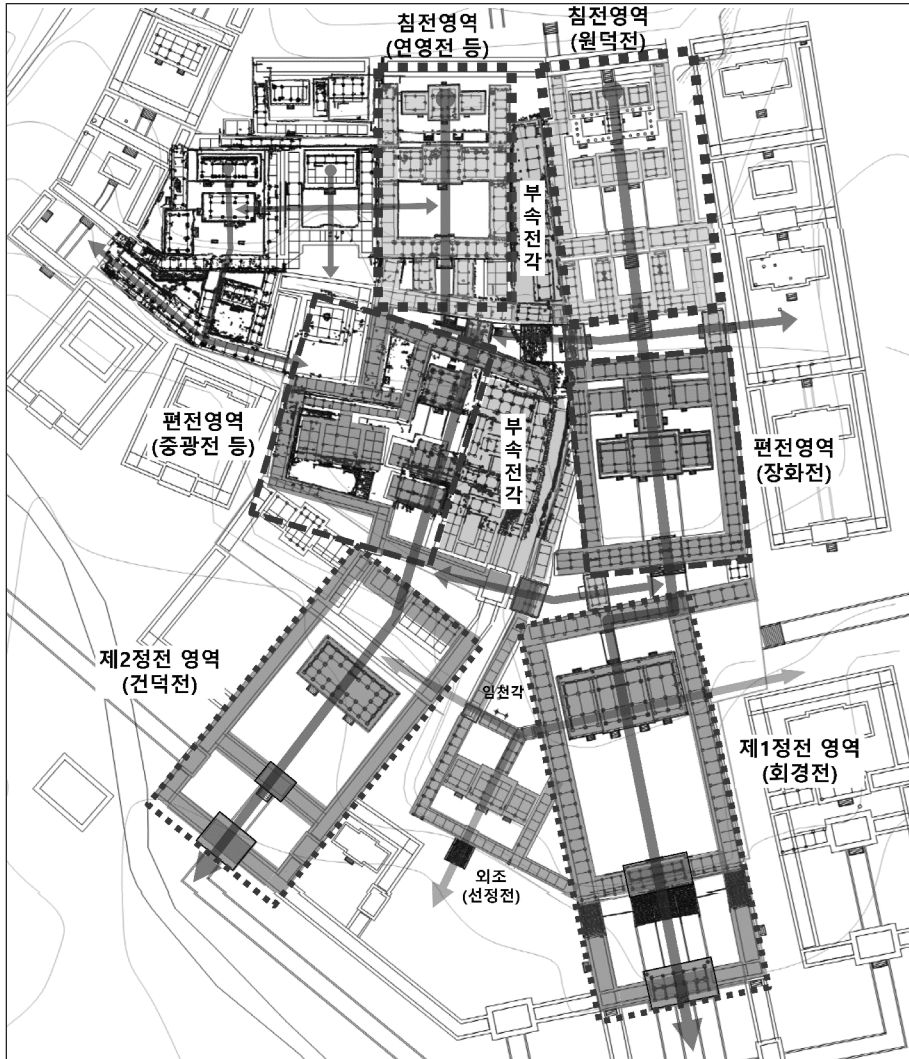 침전영역
(연영전 등)
침전영역
(원덕전)
부속전각
편전영역
(중광전 등)
부속전각
편전영역
(장화전)
제2정전 영역
(건덕전)
임천각
제1정전 영역
(회경전)
외조
(선정전)